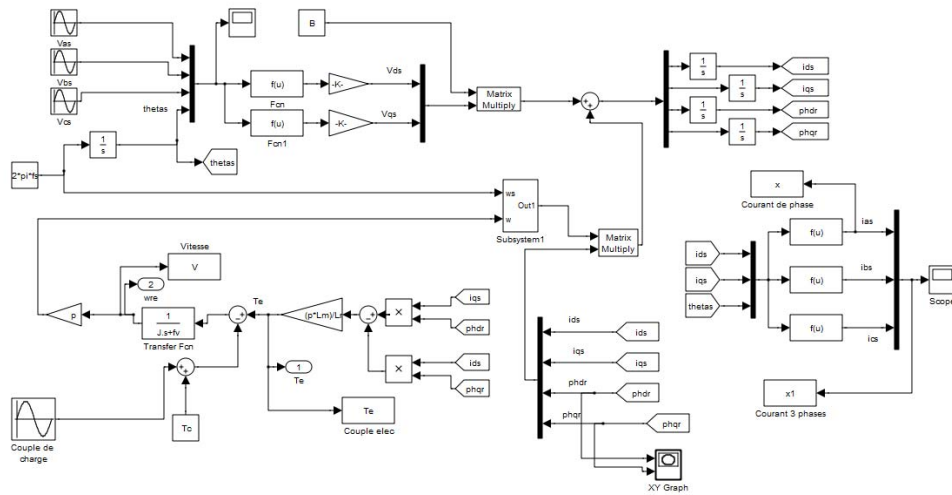 Vas
Vbs
Vcs
thetas
2*pi*fs
1
s
thetas
f(u)
Fcn
f(u)
Fcn1
-K-
-K-
Vds
Vqs
B
Matrix
Multiply
1
s
1
s
1
s
1
s
ids
iqs
phdr
phqr
ws
w
Out1
Subsystem1
Matrix
Multiply
x
Courant de phase
ias
f(u)
f(u)
f(u)
ibs
ics
ids
iqs
thetas
Scope
x1
Courant 3 phases
Vitesse
V
2
wre
p
1
J.s+fv
Transfer Fcn
Te
(p*Lm)/Lr
iqs
phdr
ids
phqr
1
Te
Te
Couple elec
Tc
Couple de
charge
ids
iqs
phdr
phqr
ids
iqs
phdr
phqr
XY Graph